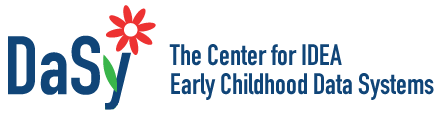 DaSy
The Center for IDEA
Early Childhood Data Systems